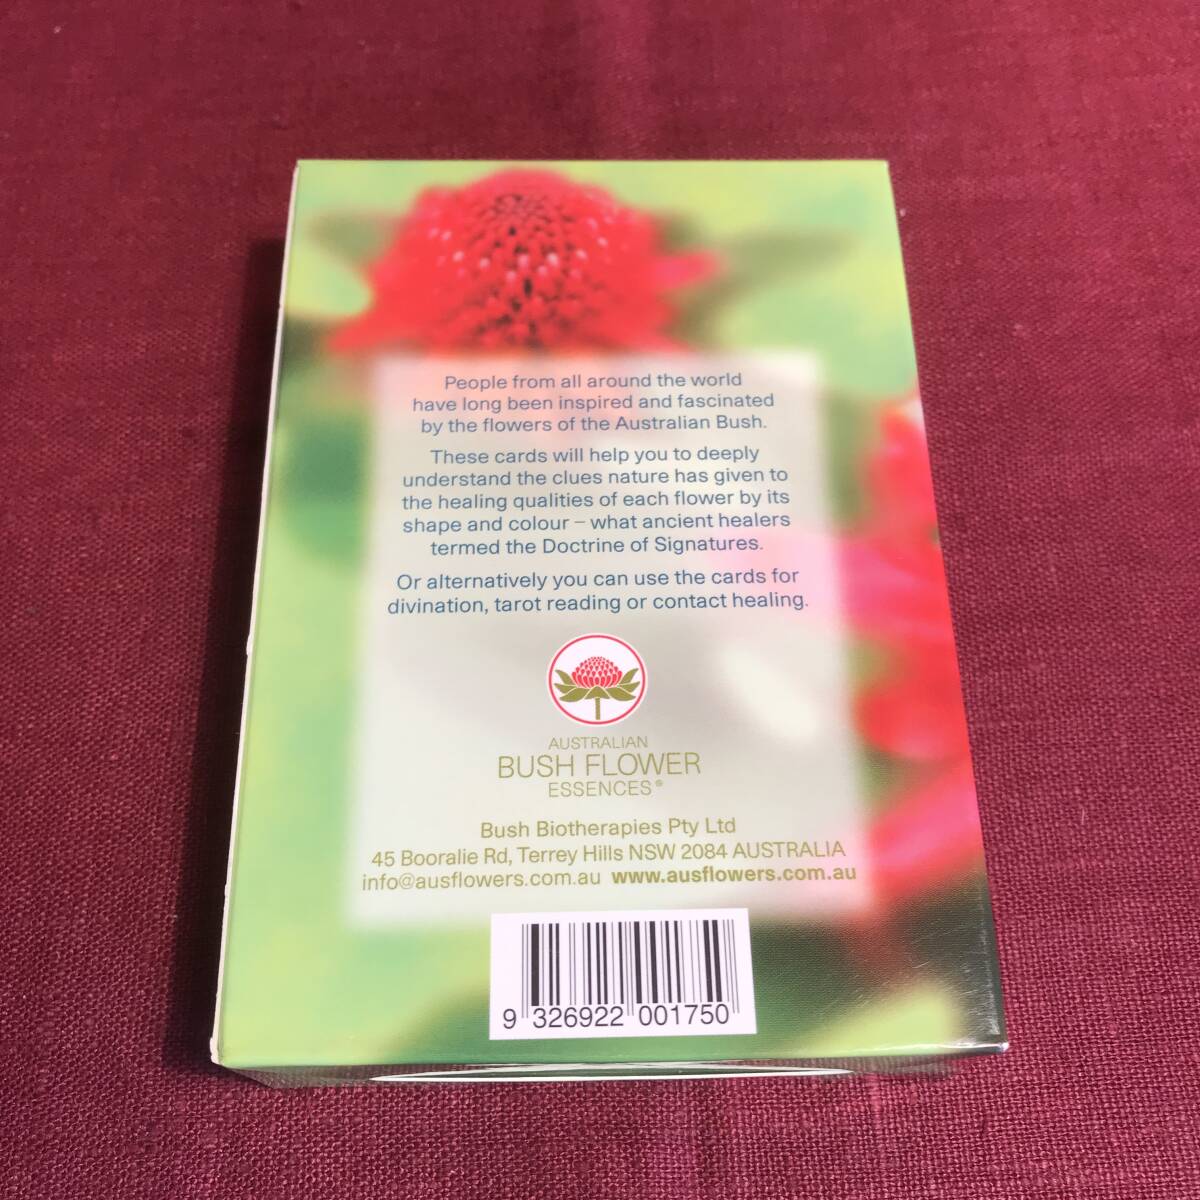 People from all around the world
have long been inspired and fascinated
by the flowers of the Australian Bush.
These cards will help you to deeply
understand the clues nature has given to
the healing qualities of each flower by its
shape and colour – what ancient healers
termed the Doctrine of Signatures.
Or alternatively you can use the cards for
divination, tarot reading or contact healing.
AUSTRALIAN
BUSH FLOWER
ESSENCES®
Bush Biotherapies Pty Ltd
45 Booralie Rd, Terrey Hills NSW 2084 AUSTRALIA
info@ausflowers.com.au www.ausflowers.com.au
9 326922 001750